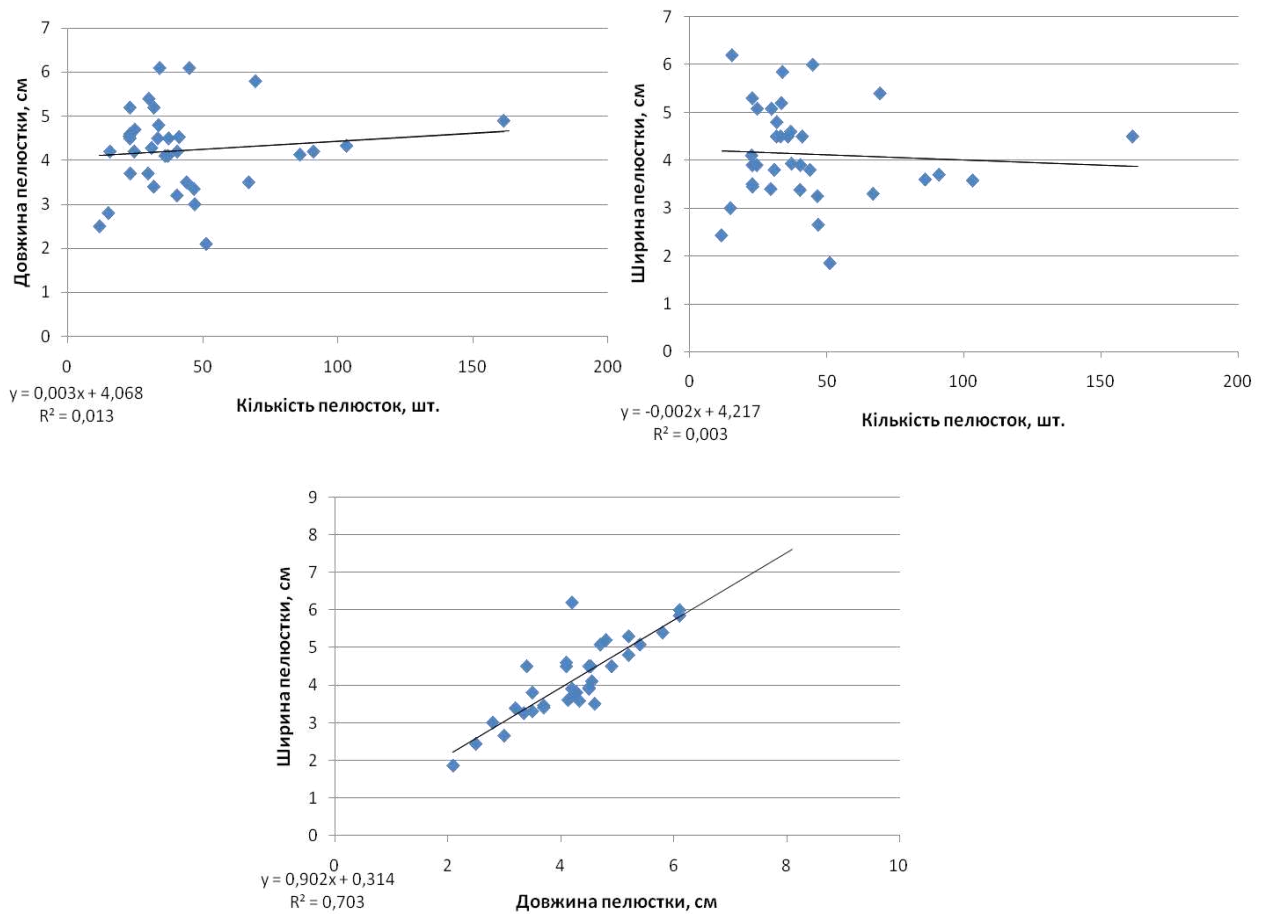 7
6
5
4
3
2
1
0
Довжина пелюстки, см
0 50 100 150 200
y = 0,003x + 4,068
R² = 0,013
Кількість пелюсток, шт.
7
6
5
4
3
2
1
0
Ширина пелюстки, см
0 50 100 150 200
y = -0,002x + 4,217
R² = 0,003
Кількість пелюсток, шт.
9
8
7
6
5
4
3
2
1
0
Ширина пелюстки, см
0 2 4 6 8 10
y = 0,902x + 0,314
R² = 0,703
Довжина пелюстки, см